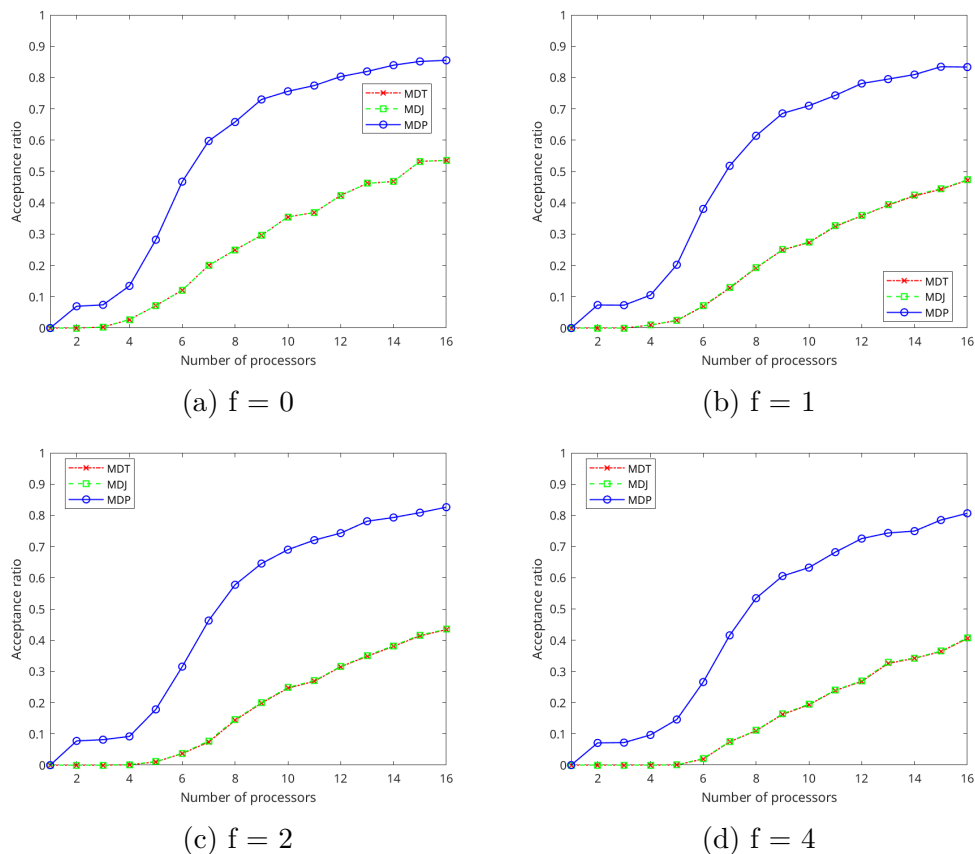 1
0.9
0.8
0.7
0.6
0.5
0.4
0.3
0.2
0.1
0
Acceptance ratio
MDT
MDJ
MDP
2 4 6 8 10 12 14 16
Number of processors
(a) f = 0
1
0.9
0.8
0.7
0.6
0.5
0.4
0.3
0.2
0.1
0
Acceptance ratio
MDT
MDJ
MDP
2 4 6 8 10 12 14 16
Number of processors
(b) f = 1
1
0.9
0.8
0.7
0.6
0.5
0.4
0.3
0.2
0.1
0
Acceptance ratio
MDT
MDJ
MDP
2 4 6 8 10 12 14 16
Number of processors
(c) f = 2
1
0.9
0.8
0.7
0.6
0.5
0.4
0.3
0.2
0.1
0
Acceptance ratio
MDT
MDJ
MDP
2 4 6 8 10 12 14 16
Number of processors
(d) f = 4